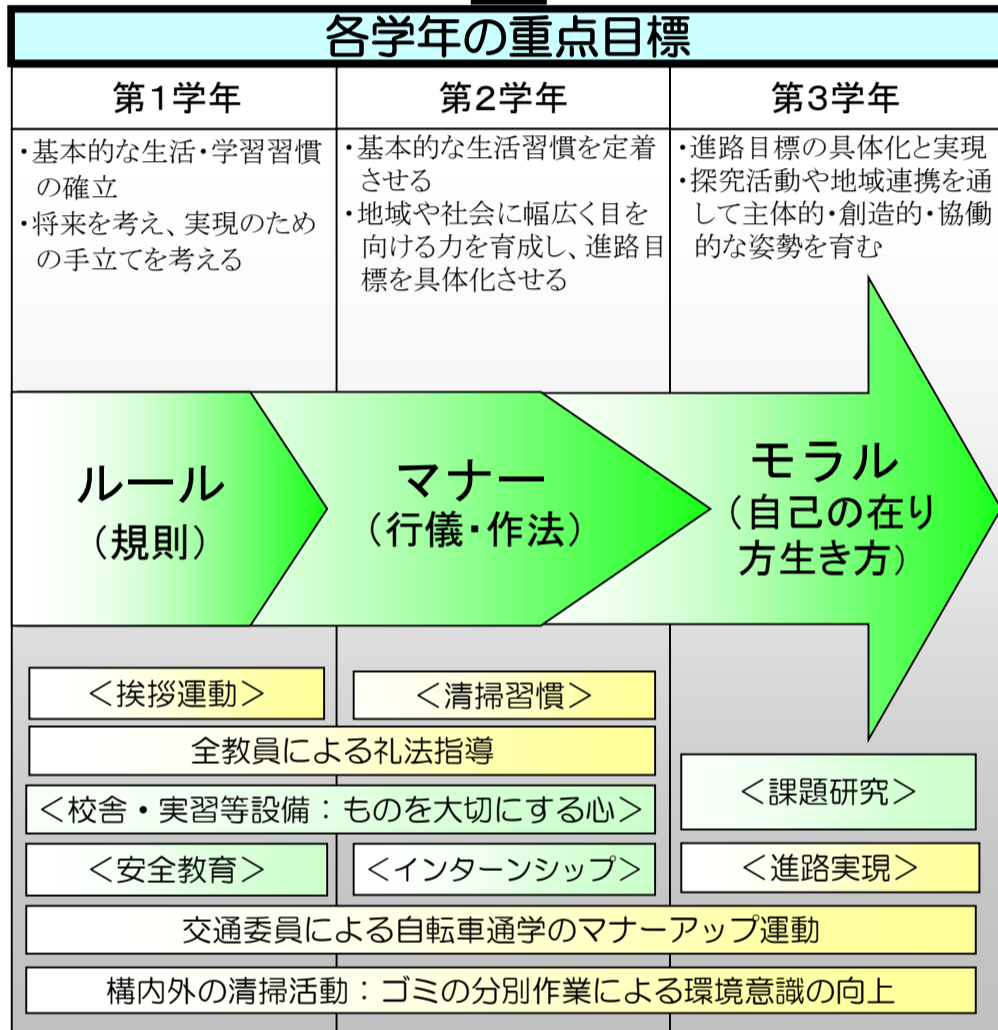 各学年の重点目標
第1学年
第2学年
第3学年
・基本的な生活・学習習慣
の確立
・将来を考え、実現のため
の手立てを考える
・基本的な生活習慣を定着
させる
・地域や社会に幅広く目を
向ける力を育成し、進路目
標を具体化させる
・進路目標の具体化と実現
・探究活動や地域連携を通
して主体的・創造的・協働
的な姿勢を育む
ルール
（規則）
マナー
（行儀・作法）
モラル
（自己の在り
方生き方）
＜挨拶運動＞
＜清掃習慣＞
全教員による礼法指導
＜校舎・実習等設備：ものを大切にする心＞
＜課題研究＞
＜安全教育＞
＜インターンシップ＞
＜進路実現＞
交通委員による自転車通学のマナーアップ運動
構内外の清掃活動：ゴミの分別作業による環境意識の向上